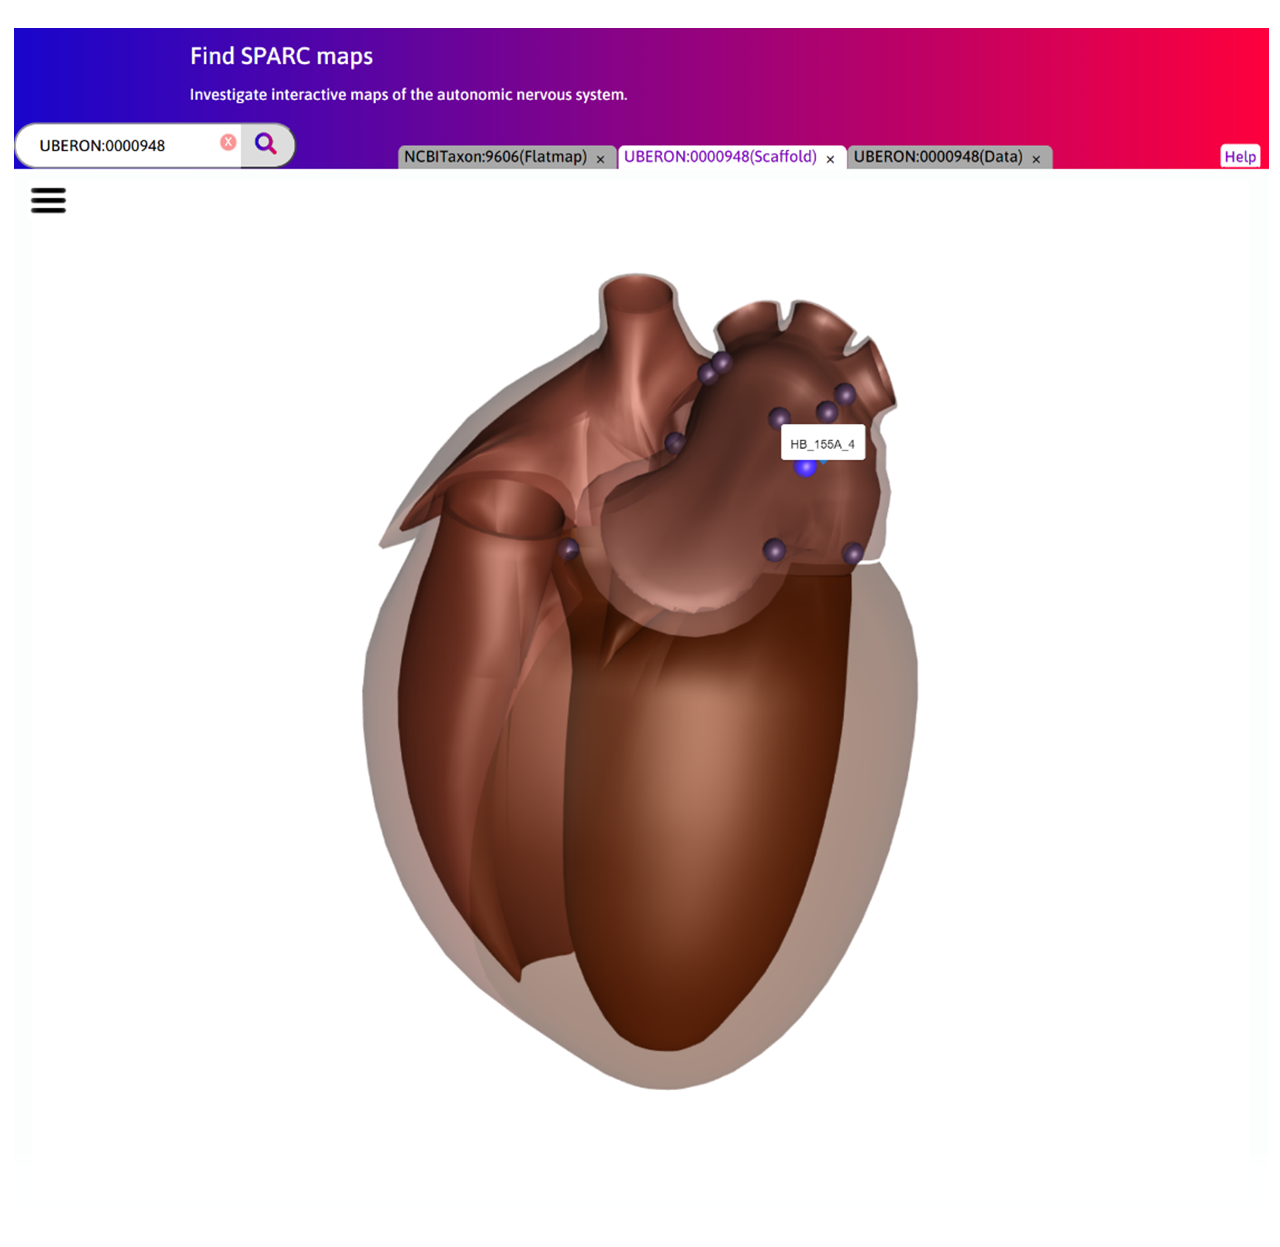 Find SPARC maps
Investigate interactive maps of the autonomic nervous system.
UBERON:0000948 x
NCBITaxon:9606(Flatmap) × UBERON:0000948(Scaffold) × UBERON:0000948(Data) × Help
HB_155A_4